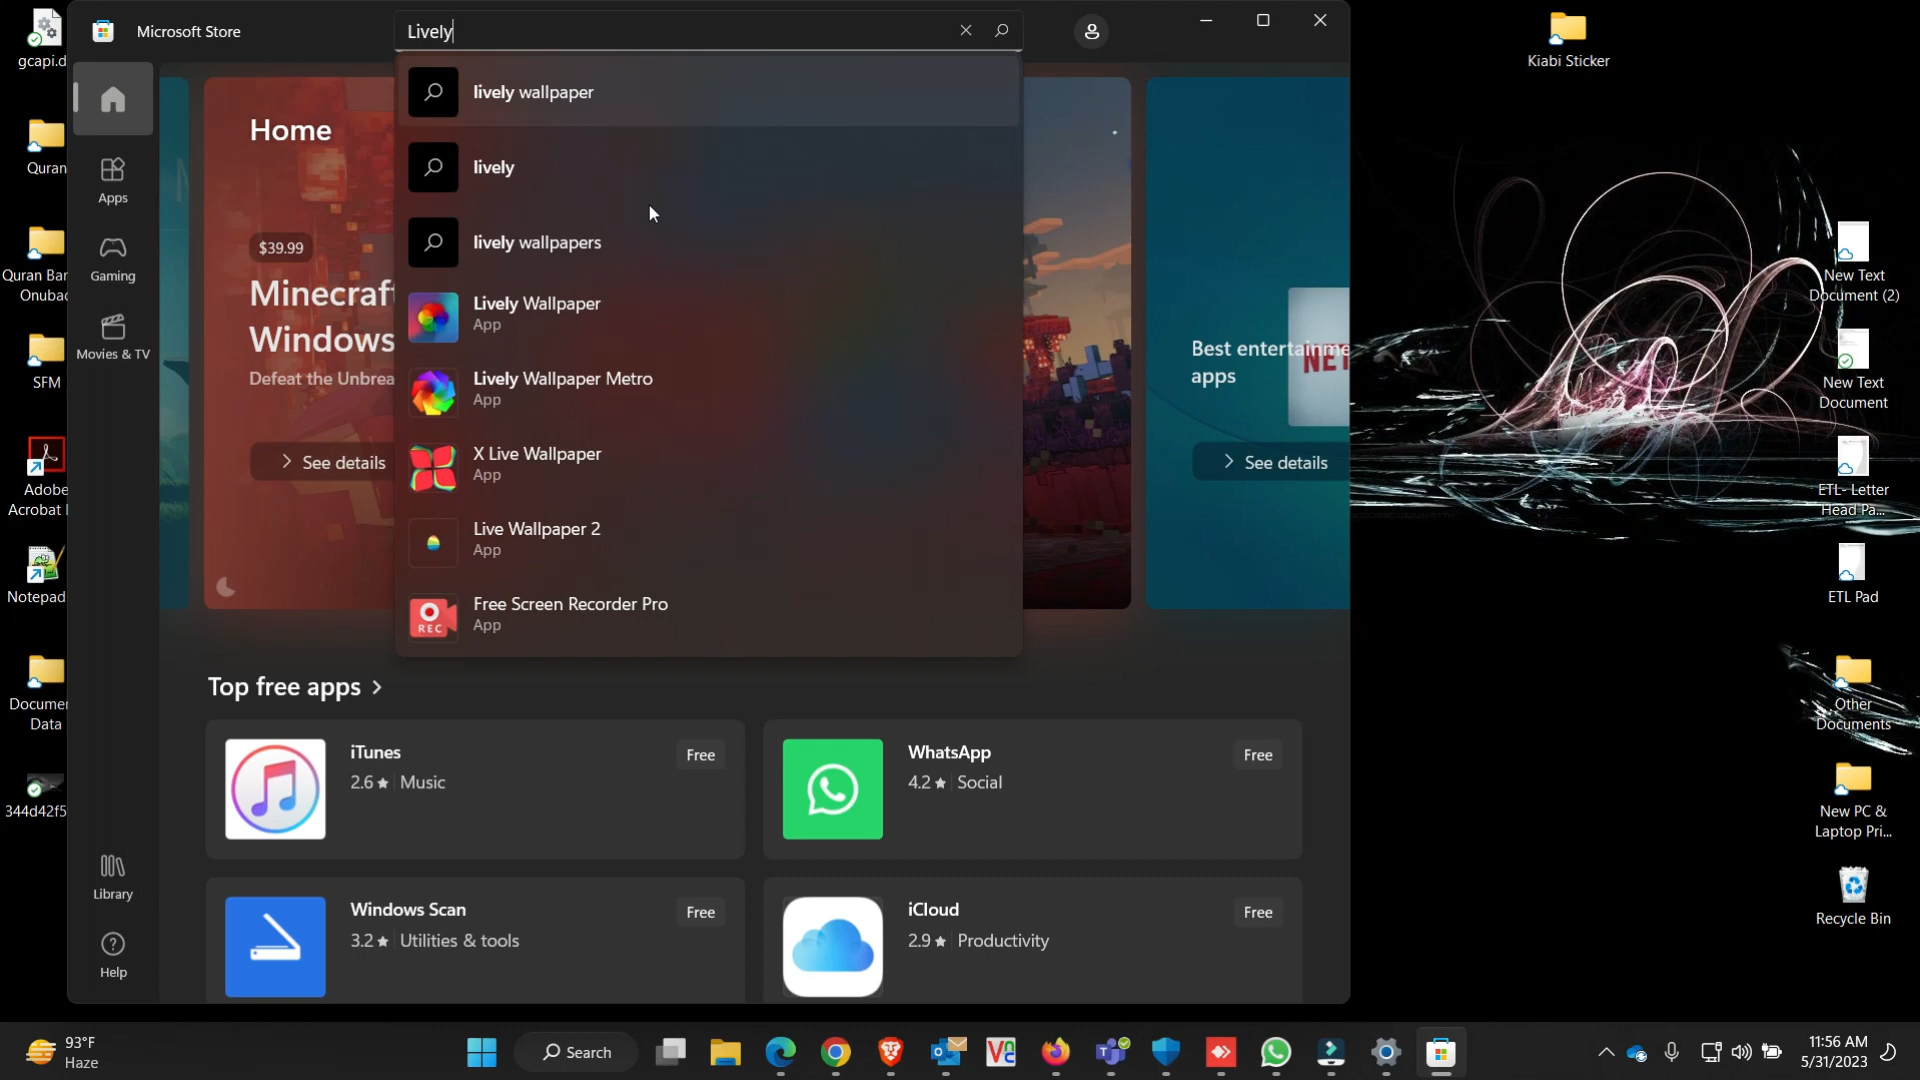 gcapi.d
Quran
Quran Bar
Onubad
SFM
Adobe
Acrobat
Notepad
Documen
Data
344d42f5
Microsoft Store
Lively
lively wallpaper
lively
lively wallpapers
Lively Wallpaper
App
Lively Wallpaper Metro
App
X Live Wallpaper
App
Live Wallpaper 2
App
REC
Free Screen Recorder Pro
App
Home
Apps
Gaming
Movies & TV
Library
Help
$39.99
Minecraft
Windows
Defeat the Unbrea
See details
Best entertainme
apps
NET
See details
Top free apps
iTunes
2.6 ★ Music
Free
WhatsApp
4.2 ★ Social
Free
Windows Scan
3.2 ★ Utilities & tools
Free
iCloud
2.9 ★ Productivity
Free
Kiabi Sticker
New Text
Document (2)
New Text
Document
ETL- Letter
Head Pa...
ETL Pad
Other
Documents
New PC &
Laptop Pri...
Recycle Bin
93°F
Haze
Search
11:56 AM
5/31/2023